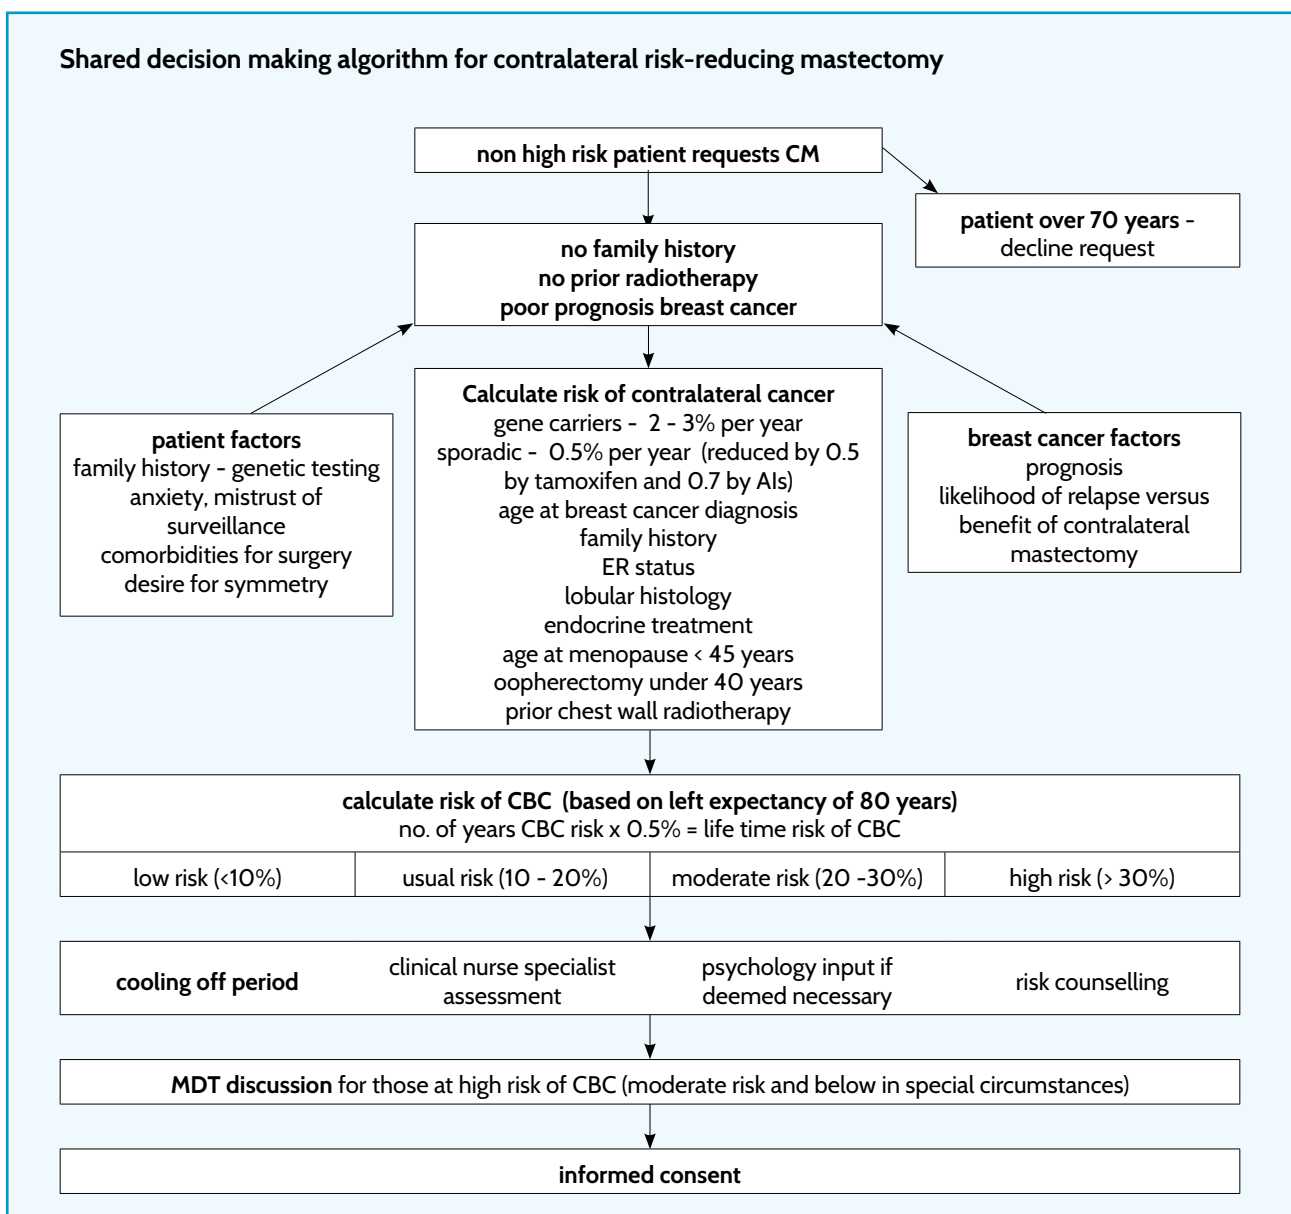 Shared decision making algorithm for contralateral risk-reducing mastectomy
non high risk patient requests CM
patient over 70 years -
decline request
no family history
no prior radiotherapy
poor prognosis breast cancer
patient factors
family history - genetic testing
anxiety, mistrust of
surveillance
comorbidities for surgery
desire for symmetry
Calculate risk of contralateral cancer
gene carriers - 2 - 3% per year
sporadic - 0.5% per year (reduced by 0.5
by tamoxifen and 0.7 by AIs)
age at breast cancer diagnosis
family history
ER status
lobular histology
endocrine treatment
age at menopause < 45 years
oopherectomy under 40 years
prior chest wall radiotherapy
breast cancer factors
prognosis
likelihood of relapse versus
benefit of contralateral
mastectomy
calculate risk of CBC (based on left expectancy of 80 years)
no. of years CBC risk x 0.5% = life time risk of CBC
low risk (<10%)
usual risk (10 - 20%)
moderate risk (20 -30%)
high risk (> 30%)
cooling off period
clinical nurse specialist
assessment
psychology input if
deemed necessary
risk counselling
MDT discussion for those at high risk of CBC (moderate risk and below in special circumstances)
informed consent